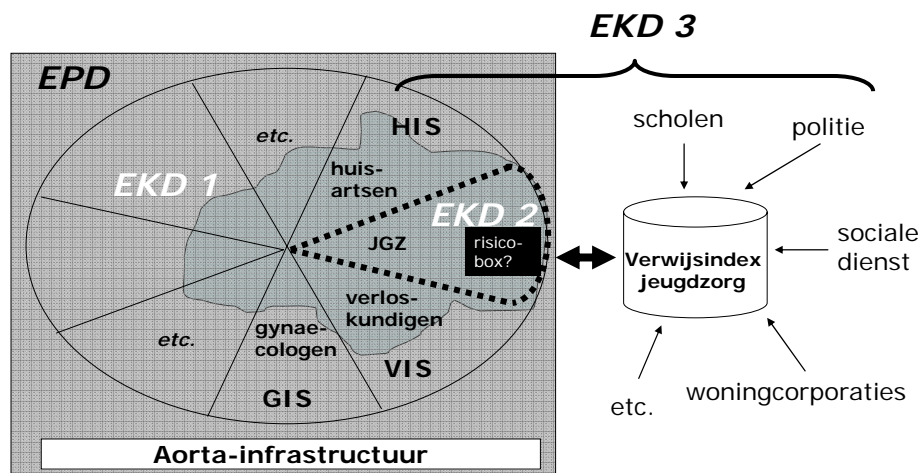 EKD 3
EPD
etc.
HIS
EKD 1
huis-
artsen
EKD 2
JGZ
risico-
box?
verlos-
kundigen
etc.
gynae-
cologen
VIS
GIS
Aorta-infrastructuur
scholen
politie
Verwijsindex
jeugdzorg
sociale
dienst
etc.
woningcorporaties